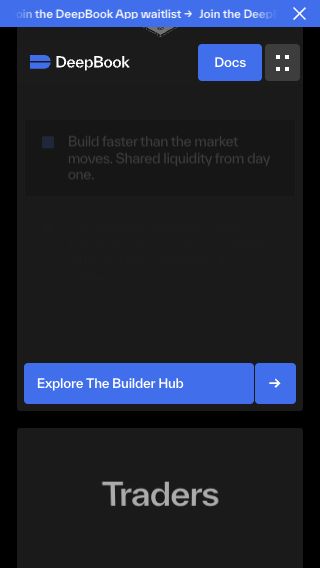 oin the DeepBook App waitlist → Join the Deep
DeepBook
Docs
Build faster than the market
moves. Shared liquidity from day
one.
Explore The Builder Hub →
Traders